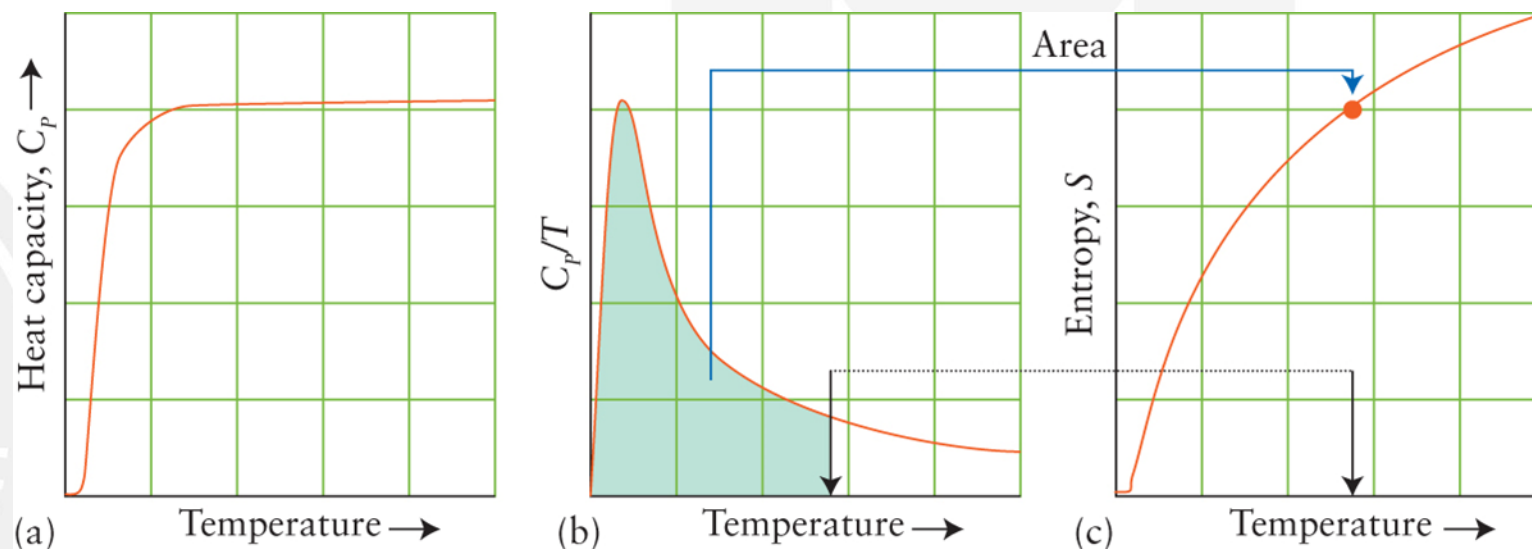 Heat capacity, C_P →
Temperature →
(a)
C_P/T
Temperature →
(b)
Area
Entropy, S
Temperature →
(c)